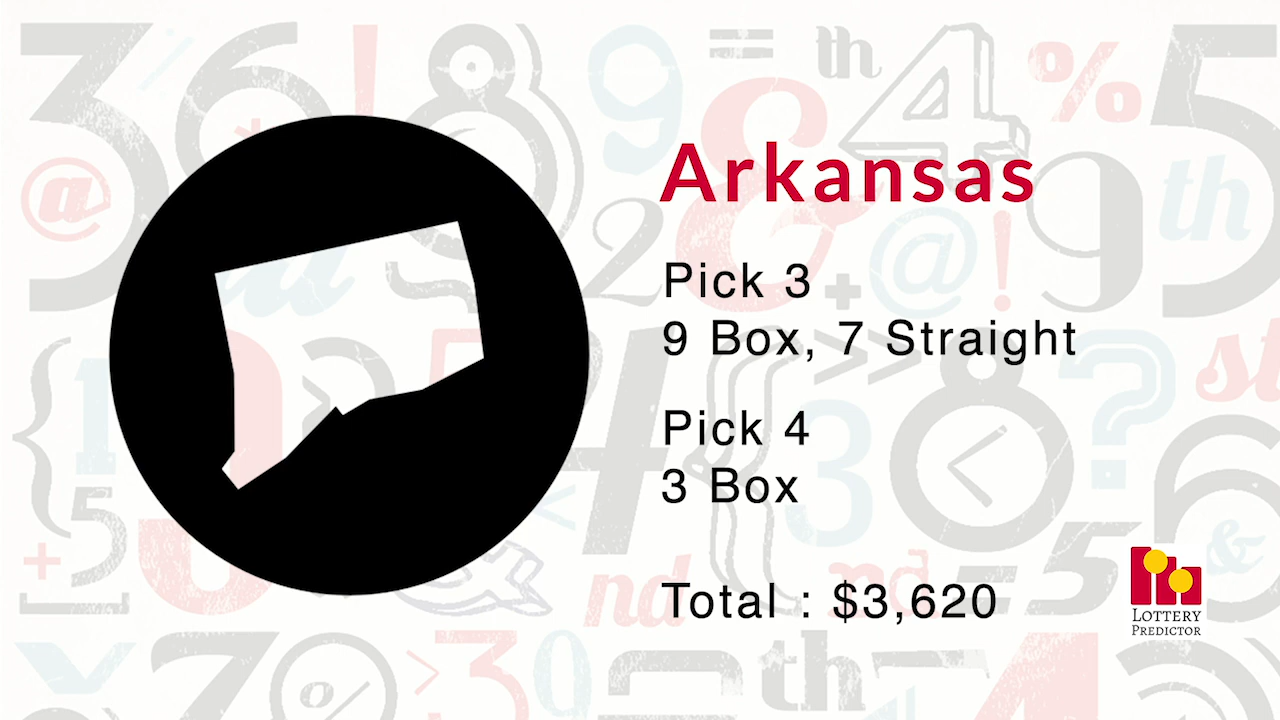 Arkansas
Pick 3
9 Box, 7 Straight
Pick 4
3 Box
Total : $3,620
LOTTERY
PREDICTOR